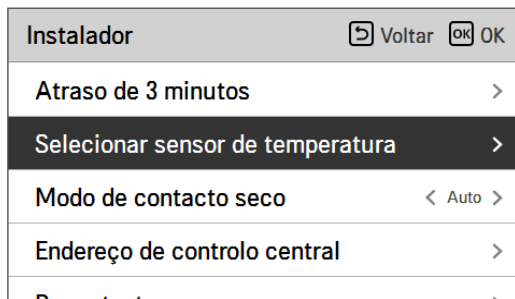 Instalador Voltar OK OK
Atraso de 3 minutos
Selecionar sensor de temperatura
Modo de contacto seco < Auto >
Endereço de controlo central